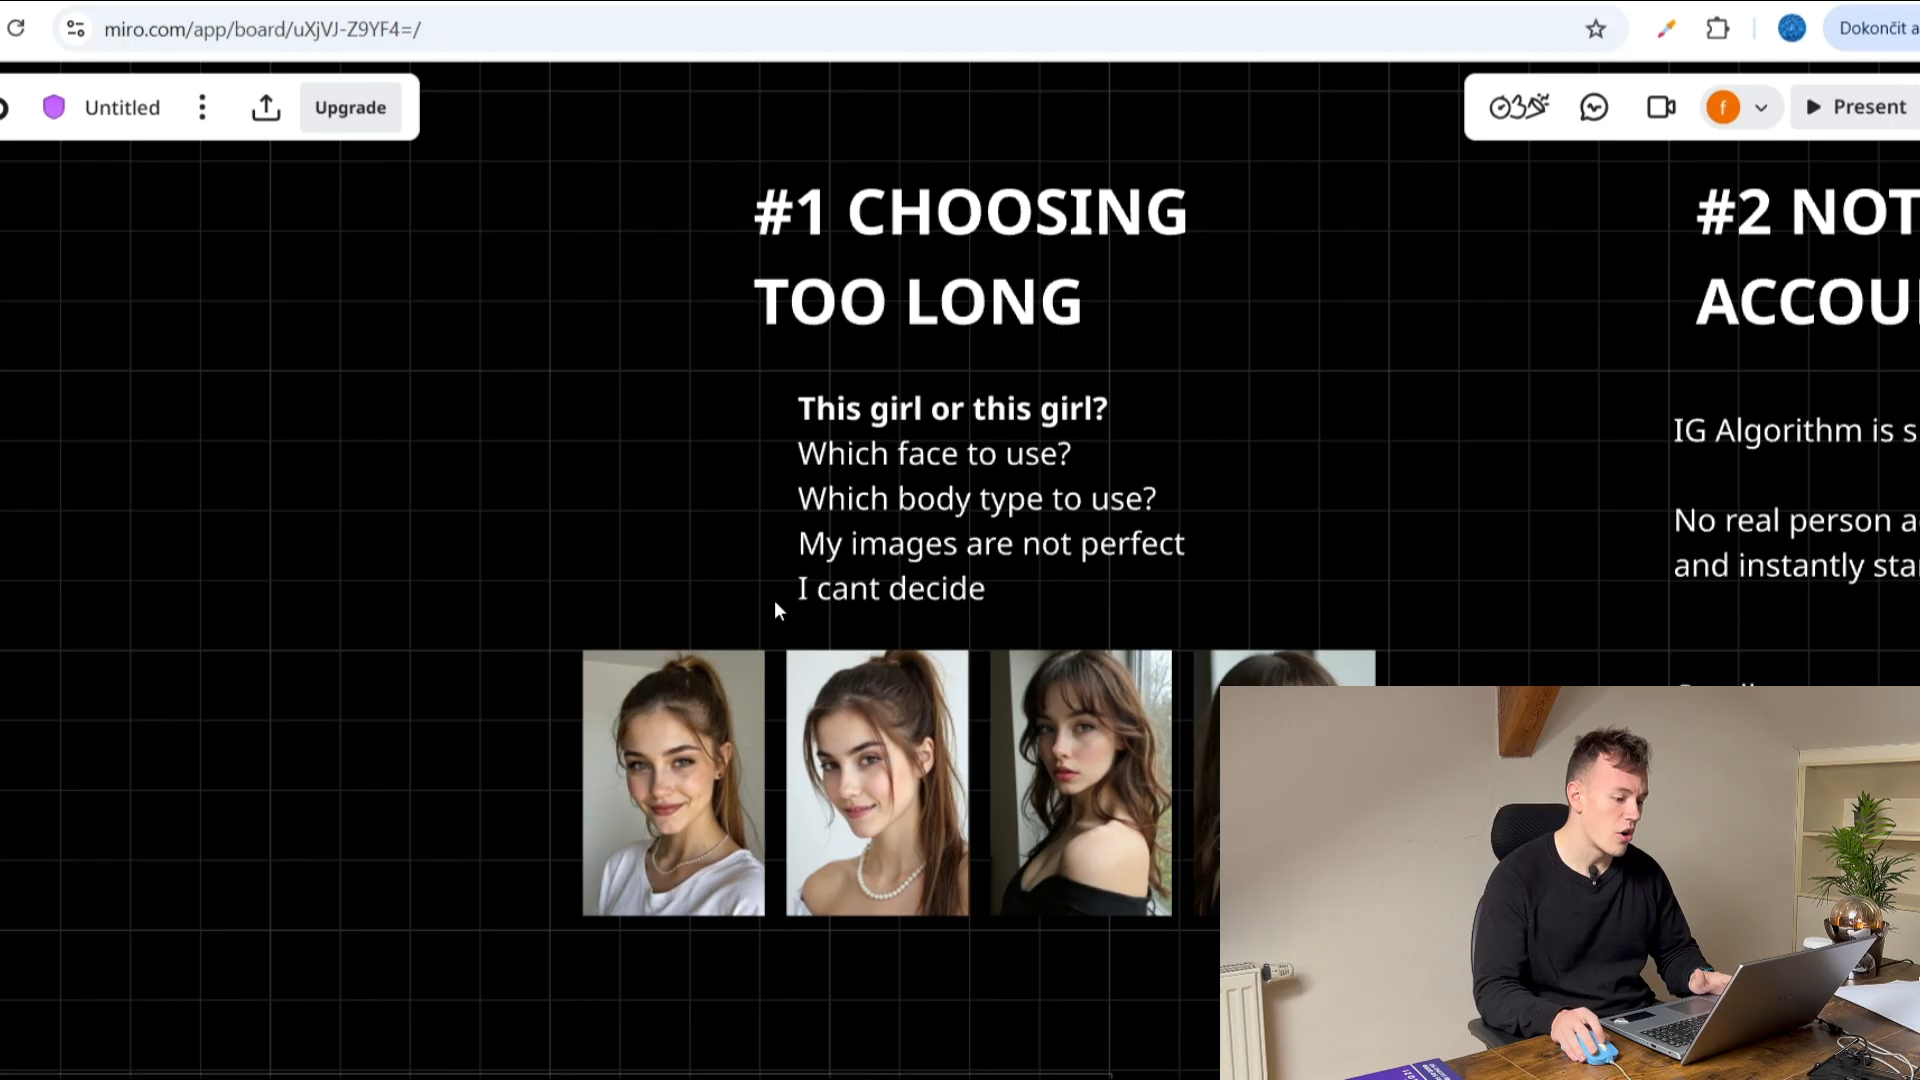 miro.com/app/board/uXjVJ-Z9YF4=/
Dokončit a
Untitled
Upgrade
f
Present
#1 CHOOSING
TOO LONG
This girl or this girl?
Which face to use?
Which body type to use?
My images are not perfect
I cant decide
#2 NOT
ACCOU
IG Algorithm is s
No real person a
and instantly sta